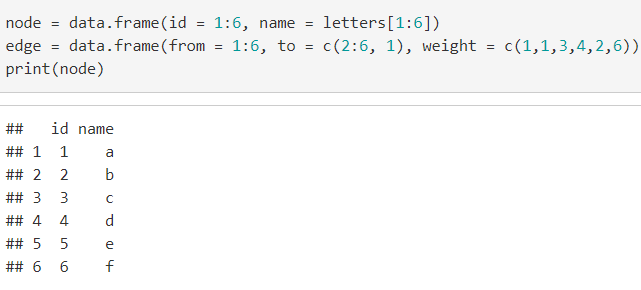 node = data.frame(id = 1:6, name = letters[1:6])
edge = data.frame(from = 1:6, to = c(2:6, 1), weight = c(1,1,3,4,2,6))
print(node)
##   id name
## 1  1    a
## 2  2    b
## 3  3    c
## 4  4    d
## 5  5    e
## 6  6    f